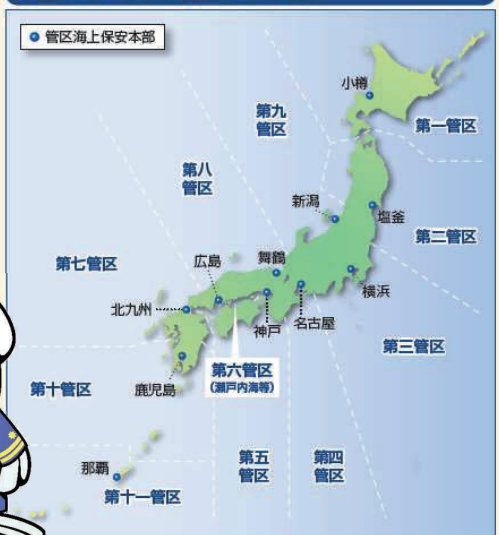 管区海上保安本部
小樽
第九
管区
第一管区
第八
管区
新潟
塩釜
第二管区
第七管区
広島
舞鶴
北九州
横浜
神戸
名古屋
第三管区
第十管区
鹿児島
第六管区
(瀬戸内海等)
第五
管区
第四
管区
那覇
第十一管区